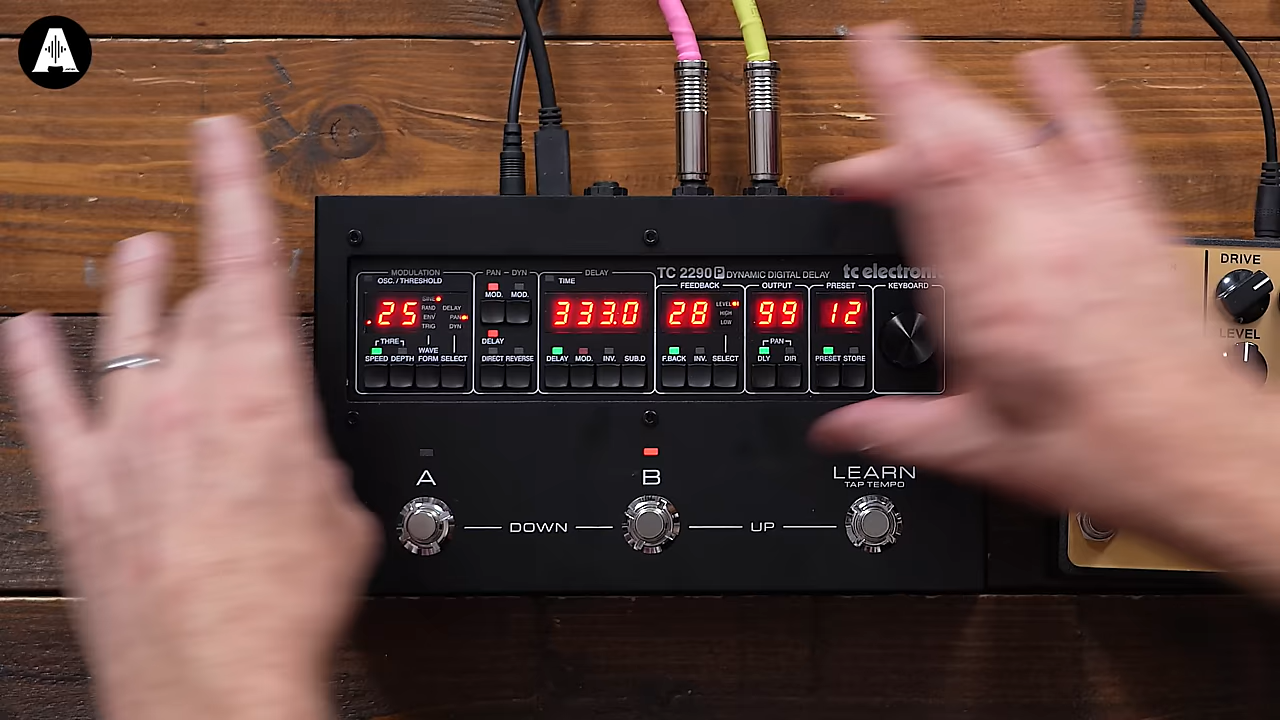 A
DRIVE
LEVEL
MODULATION
OSC. / THRESHOLD
.25
SINE
RAND
ENV
TRIG
DELAY
PAN
DYN
THRE
SPEED DEPTH WAVE FORM SELECT
PAN – DYN
MOD. MOD.
DELAY
DIRECT REVERSE
DELAY
TIME
333.0
DELAY MOD. INV. SUB.D
TC 2290 P DYNAMIC DIGITAL DELAY
tc electronic
FEEDBACK
28
LEVEL
HIGH
LOW
F.BACK INV. SELECT
OUTPUT
99
PAN
DLY DIR
PRESET
12
PRESET STORE
KEYBOARD
A
B
LEARN
TAP TEMPO
DOWN
UP